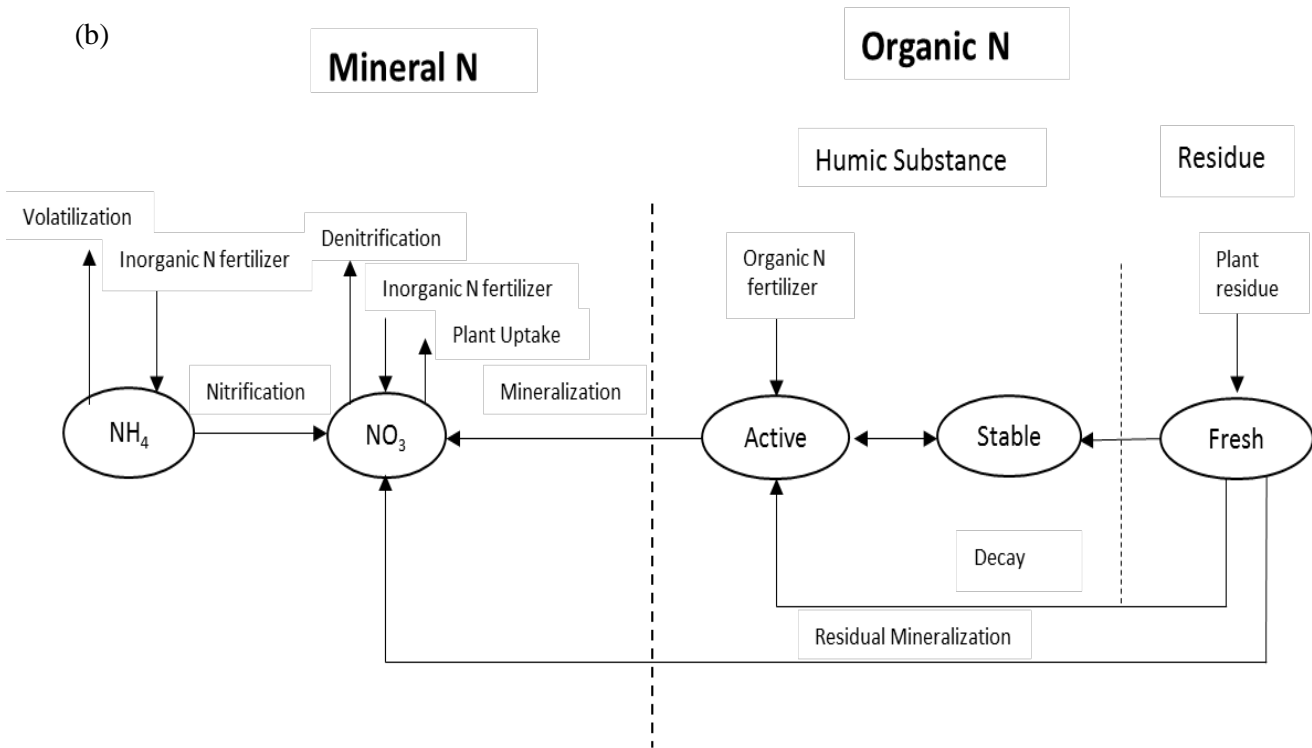 (b)
Mineral N
Organic N
Humic Substance
Residue
Volatilization
Inorganic N fertilizer
Denitrification
Inorganic N fertilizer
Plant Uptake
Organic N
fertilizer
Plant
residue
Nitrification
Mineralization
NH₄
NO₃
Active
Stable
Fresh
Decay
Residual Mineralization